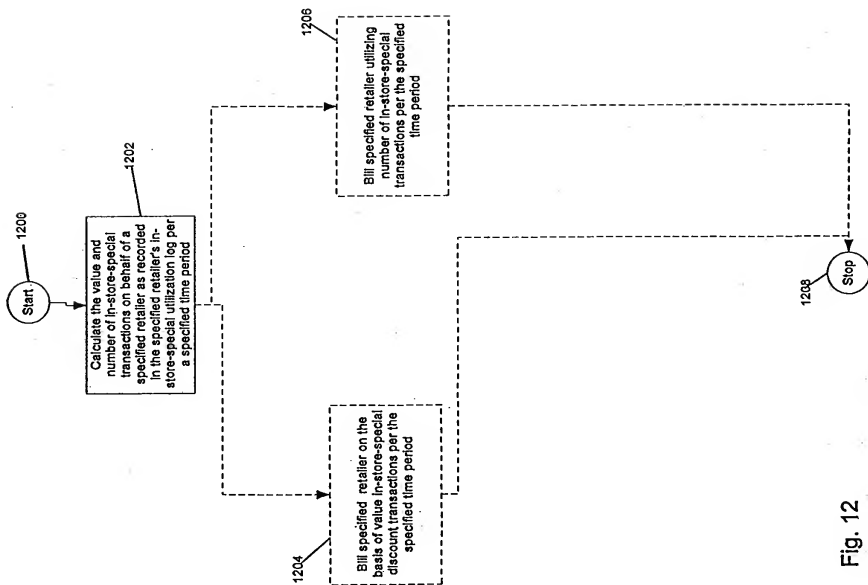 1200
Start
1202
Calculate the value and
number of in-store-special
transactions on behalf of a
specified retailer as recorded
in the specified retailer's in-
store-special utilization log per
a specified time period
1204
Bill specified retailer on the
basis of value in-store-special
discount transactions per the
specified time period
1206
Bill specified retailer utilizing
number of in-store-special
transactions per the specified
time period
1208
Stop
Fig. 12